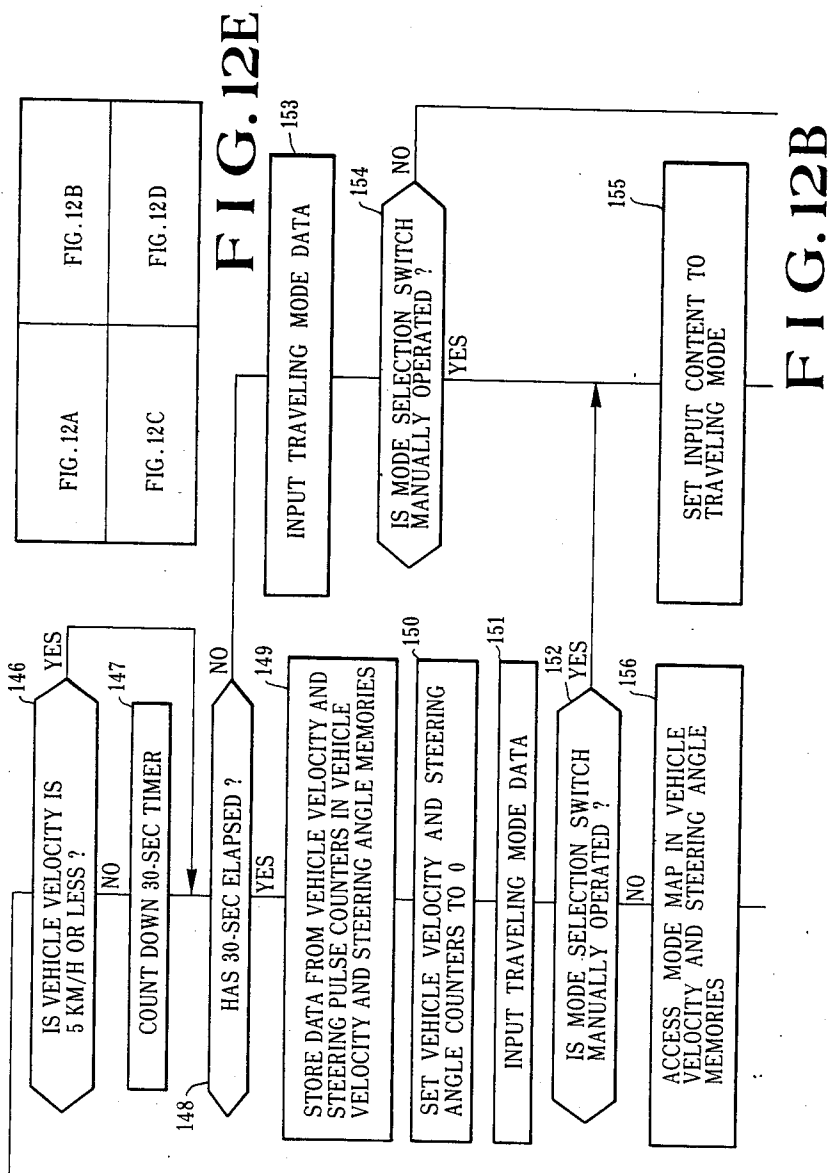 FIG.12A
FIG.12B
FIG.12C
FIG.12D
FIG.12E
146
IS VEHICLE VELOCITY IS
5 KM/H OR LESS ?
YES
NO
147
COUNT DOWN 30-SEC TIMER
148
HAS 30-SEC ELAPSED ?
NO
YES
149
STORE DATA FROM VEHICLE VELOCITY AND
STEERING PULSE COUNTERS IN VEHICLE
VELOCITY AND STEERING ANGLE MEMORIES
150
SET VEHICLE VELOCITY AND STEERING
ANGLE COUNTERS TO 0
151
INPUT TRAVELING MODE DATA
152
IS MODE SELECTION SWITCH
MANUALLY OPERATED ?
YES
NO
156
ACCESS MODE MAP IN VEHICLE
VELOCITY AND STEERING ANGLE
MEMORIES
153
INPUT TRAVELING MODE DATA
154
IS MODE SELECTION SWITCH
MANUALLY OPERATED ?
NO
YES
155
SET INPUT CONTENT TO
TRAVELING MODE
FIG.12B